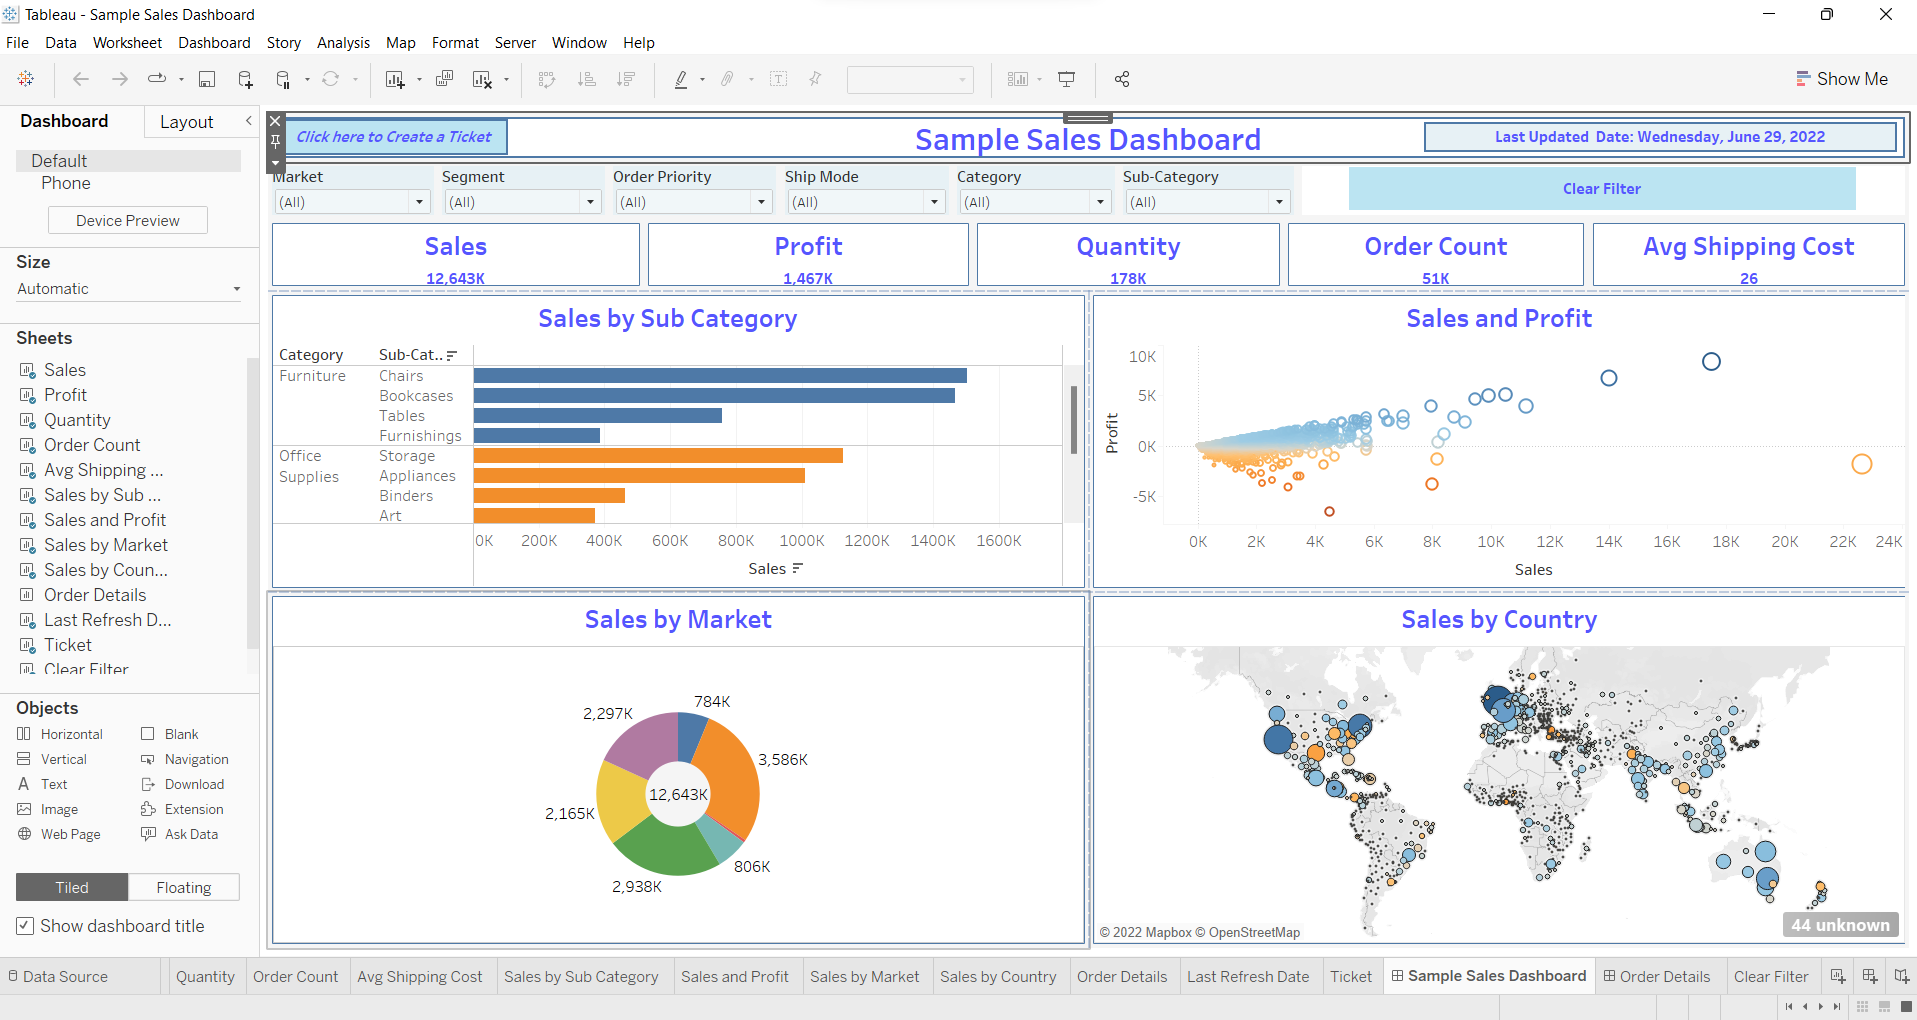 Tableau - Sample Sales Dashboard
File Data Worksheet Dashboard Story Analysis Map Format Server Window Help
Show Me
Dashboard Layout
Default
Phone
Device Preview
Size
Automatic
Sheets
Sales
Profit
Quantity
Order Count
Avg Shipping ...
Sales by Sub ...
Sales and Profit
Sales by Market
Sales by Coun...
Order Details
Last Refresh D...
Ticket
Clear Filter
Objects
Horizontal Blank
Vertical Navigation
Text Download
Image Extension
Web Page Ask Data
Tiled Floating
Show dashboard title
Click here to Create a Ticket
Sample Sales Dashboard
Last Updated Date: Wednesday, June 29, 2022
Market Segment Order Priority Ship Mode Category Sub-Category
(All) (All) (All) (All) (All) (All)
Clear Filter
Sales Profit Quantity Order Count Avg Shipping Cost
12,643K 1,467K 178K 51K 26
Sales by Sub Category
Category Sub-Cat..
Furniture Chairs
Bookcases
Tables
Furnishings
Office Supplies Storage
Appliances
Binders
Art
0K 200K 400K 600K 800K 1000K 1200K 1400K 1600K
Sales
Sales and Profit
10K
5K
0K
-5K
Profit
0K 2K 4K 6K 8K 10K 12K 14K 16K 18K 20K 22K 24K
Sales
Sales by Market
784K
2,297K
3,586K
12,643K
2,165K
806K
2,938K
Sales by Country
44 unknown
© 2022 Mapbox © OpenStreetMap
Data Source Quantity Order Count Avg Shipping Cost Sales by Sub Category Sales and Profit Sales by Market Sales by Country Order Details Last Refresh Date Ticket Sample Sales Dashboard Order Details Clear Filter